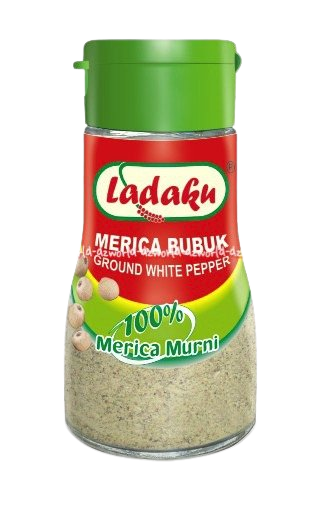 Ladaku
MERICA BUBUK
GROUND WHITE PEPPER
100%
Merica Murni